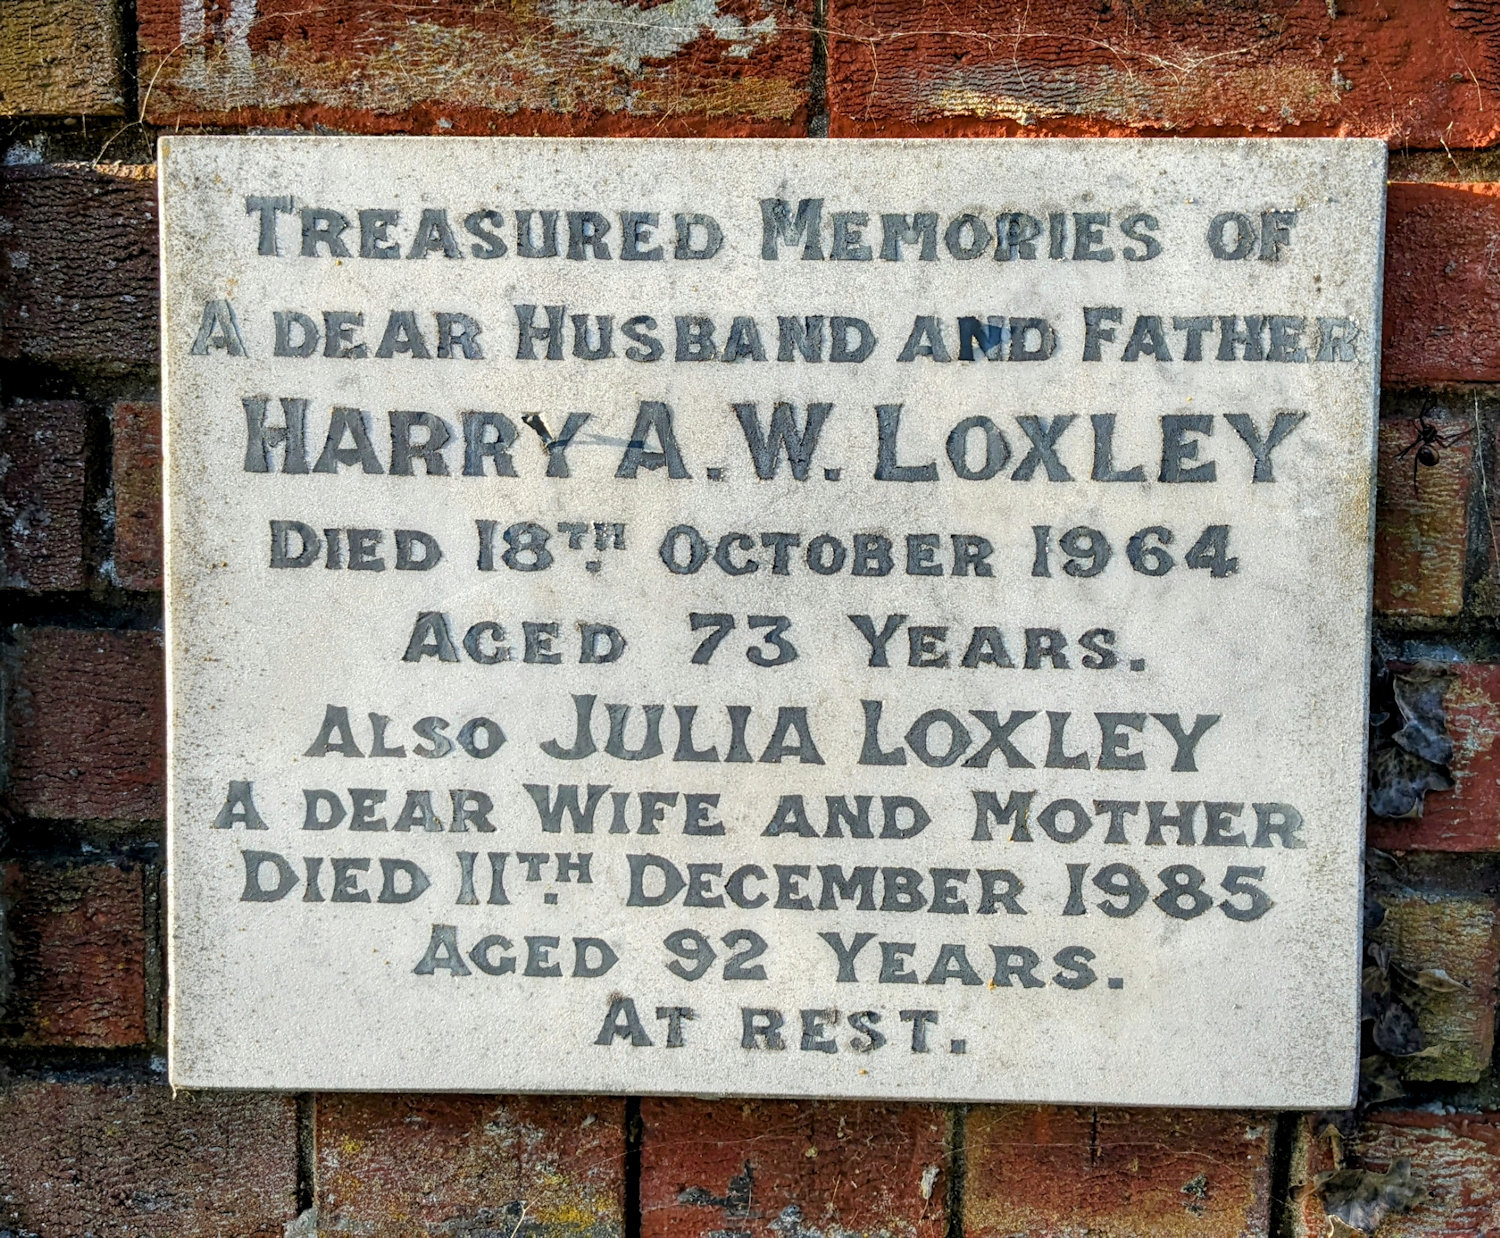 Treasured Memories of
A dear Husband and Father
Harry A.W. Loxley
Died 18th October 1964
Aged 73 Years.
Also Julia Loxley
A dear Wife and Mother
Died 11th December 1985
Aged 92 Years.
At rest.